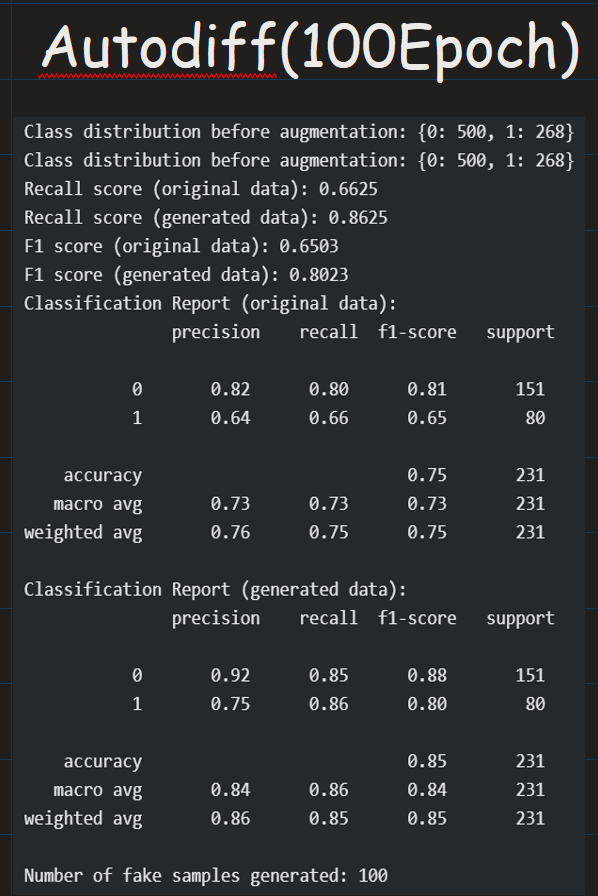 Autodiff(100Epoch)
Class distribution before augmentation: {0: 500, 1: 268}
Class distribution before augmentation: {0: 500, 1: 268}
Recall score (original data): 0.6625
Recall score (generated data): 0.8625
F1 score (original data): 0.6503
F1 score (generated data): 0.8023
Classification Report (original data):
precision recall f1-score support
0 0.82 0.80 0.81 151
1 0.64 0.66 0.65 80
accuracy 0.75 231
macro avg 0.73 0.73 0.73 231
weighted avg 0.76 0.75 0.75 231
Classification Report (generated data):
precision recall f1-score support
0 0.92 0.85 0.88 151
1 0.75 0.86 0.80 80
accuracy 0.85 231
macro avg 0.84 0.86 0.84 231
weighted avg 0.86 0.85 0.85 231
Number of fake samples generated: 100